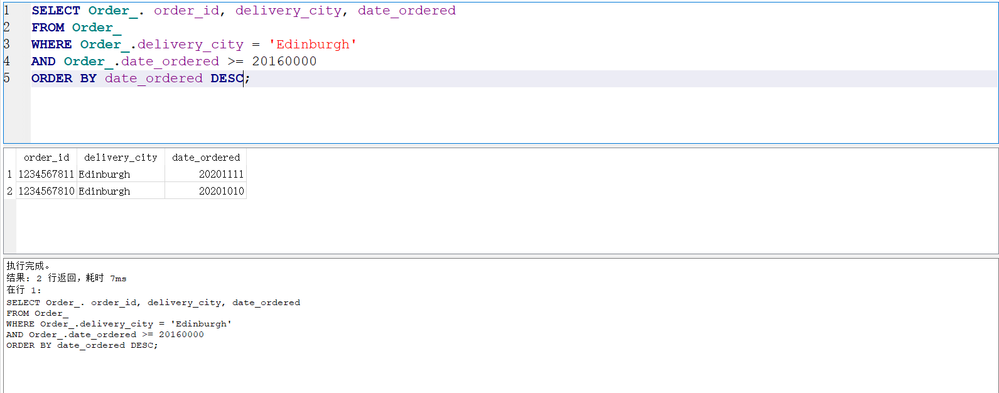 1 SELECT Order_. order_id, delivery_city, date_ordered
2 FROM Order_
3 WHERE Order_.delivery_city = 'Edinburgh'
4 AND Order_.date_ordered >= 20160000
5 ORDER BY date_ordered DESC;
order_id delivery_city date_ordered
1 1234567811 Edinburgh 20201111
2 1234567810 Edinburgh 20201010
执行完成。
结果: 2 行返回，耗时 7ms
在行 1:
SELECT Order_. order_id, delivery_city, date_ordered
FROM Order_
WHERE Order_.delivery_city = 'Edinburgh'
AND Order_.date_ordered >= 20160000
ORDER BY date_ordered DESC;